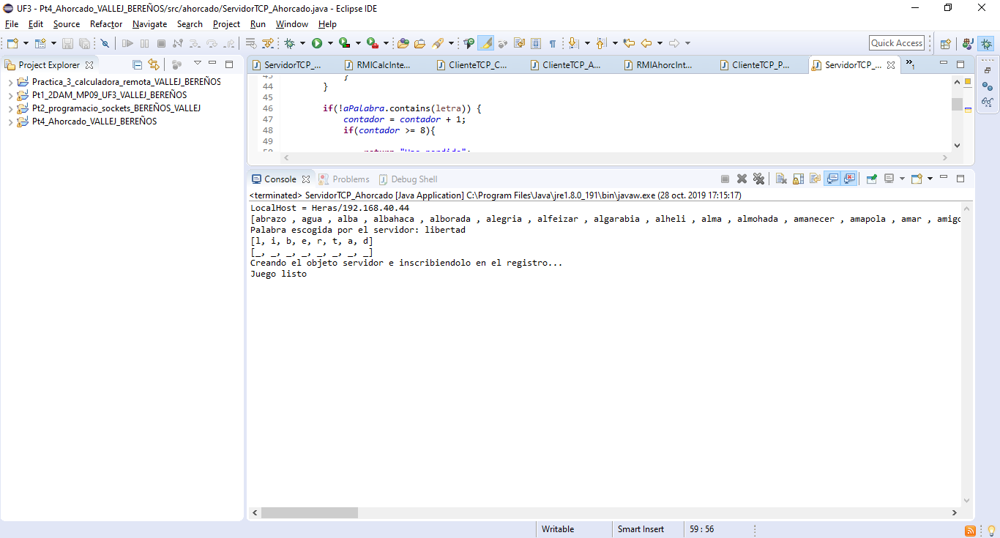 UF3 - Pt4_Ahorcado_VALLEJ_BEREÑOS/src/ahorcado/ServidorTCP_Ahorcado.java - Eclipse IDE
File Edit Source Refactor Navigate Search Project Run Window Help
Quick Access
Project Explorer
Practica_3_calculadora_remota_VALLEJ_BEREÑOS
Pt1_2DAM_MP09_UF3_VALLEJ_BEREÑOS
Pt2_programacio_sockets_BEREÑOS_VALLEJ
Pt4_Ahorcado_VALLEJ_BEREÑOS
ServidorTCP_... RMICalcInte... ClienteTCP_C... ClienteTCP_A... RMIAhorcInt... ClienteTCP_P... ServidorTCP_... »1
43 }
44 }
45
46 if(!aPalabra.contains(letra)) {
47 contador = contador + 1;
48 if(contador >= 8){
49
50 return "Has perdido";
Console Problems Debug Shell
<terminated> ServidorTCP_Ahorcado [Java Application] C:\Program Files\Java\jre1.8.0_191\bin\javaw.exe (28 oct. 2019 17:15:17)
LocalHost = Heras/192.168.40.44
[abrazo , agua , alba , albahaca , alborada , alegria , alfeizar , algarabia , alheli , alma , almohada , amanecer , amapola , amar , amigo
Palabra escogida por el servidor: libertad
[l, i, b, e, r, t, a, d]
[_, _, _, _, _, _, _, _]
Creando el objeto servidor e inscribiendolo en el registro...
Juego listo
Writable Smart Insert 59 : 56